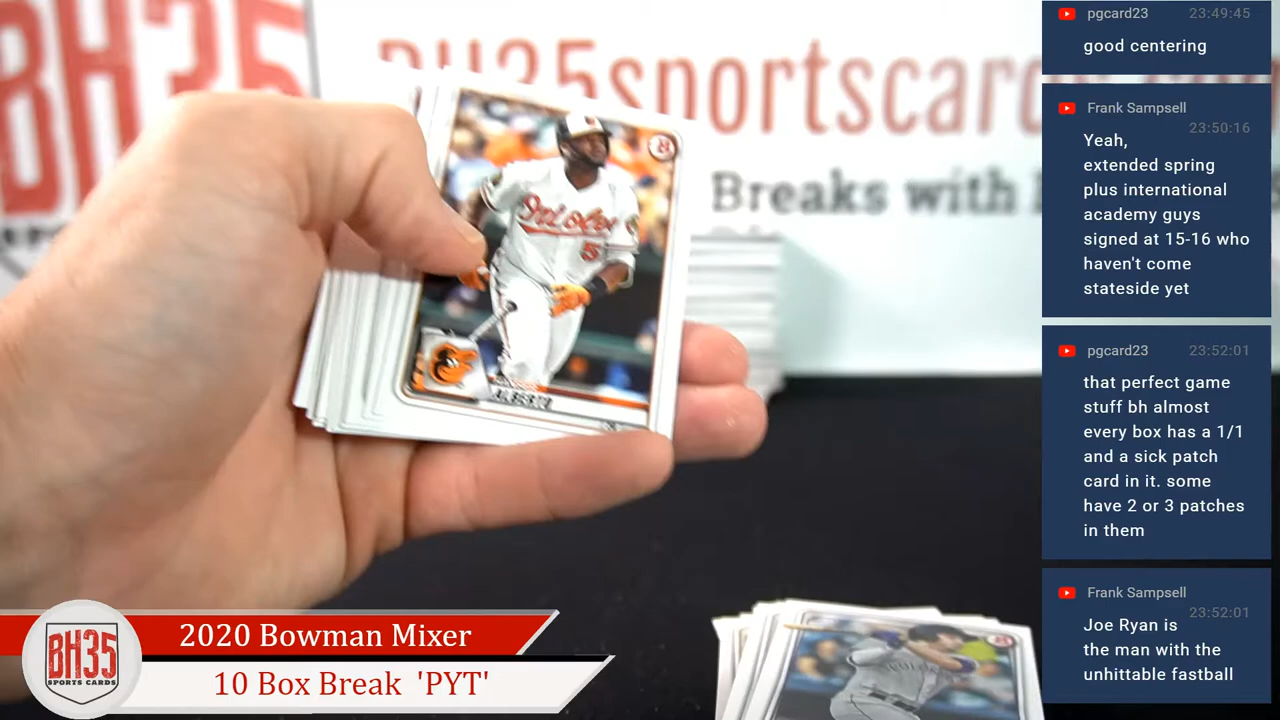 BH35
BH35sportscards.com
Breaks with
Orioles
5
pgcard23 23:49:45
good centering
Frank Sampsell
23:50:16
Yeah,
extended spring
plus international
academy guys
signed at 15-16 who
haven't come
stateside yet
pgcard23 23:52:01
that perfect game
stuff bh almost
every box has a 1/1
and a sick patch
card in it. some
have 2 or 3 patches
in them
Frank Sampsell
23:52:01
Joe Ryan is
the man with the
unhittable fastball
BH35
SPORTS CARDS
2020 Bowman Mixer
10 Box Break 'PYT'